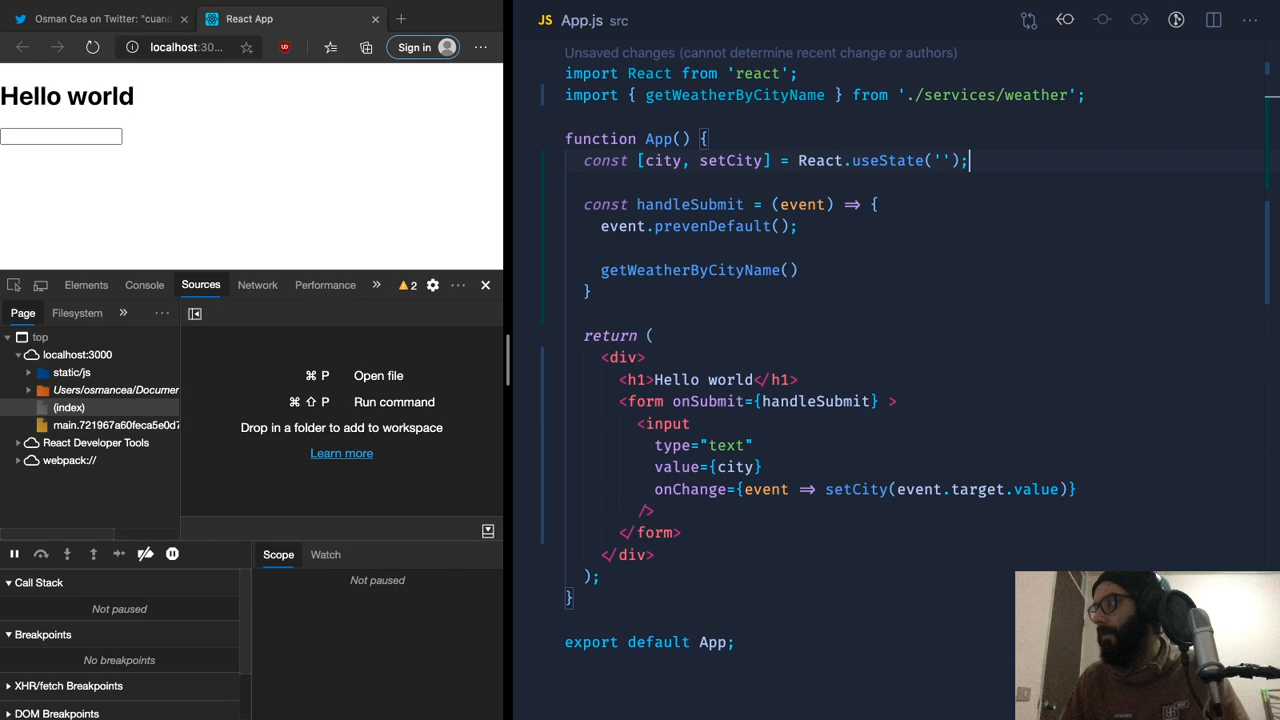 Osman Cea on Twitter: "cuand
React App
localhost:30...
Sign in
Hello world
Elements
Console
Sources
Network
Performance
2
Page
Filesystem
top
localhost:3000
static/js
Users/osmancea/Documer
(index)
main.721967a60feca5e0d7
React Developer Tools
webpack://
⌘ P Open file
⌘ ⇧ P Run command
Drop in a folder to add to workspace
Learn more
Scope
Watch
Not paused
Call Stack
Not paused
Breakpoints
No breakpoints
XHR/fetch Breakpoints
DOM Breakpoints
JS App.js src
Unsaved changes (cannot determine recent change or authors)
import React from 'react';
import { getWeatherByCityName } from './services/weather';
function App() {
const [city, setCity] = React.useState('');
const handleSubmit = (event) => {
event.prevenDefault();
getWeatherByCityName()
}
return (
<div>
<h1>Hello world</h1>
<form onSubmit={handleSubmit} >
<input
type="text"
value={city}
onChange={event => setCity(event.target.value)}
/>
</form>
</div>
);
}
export default App;